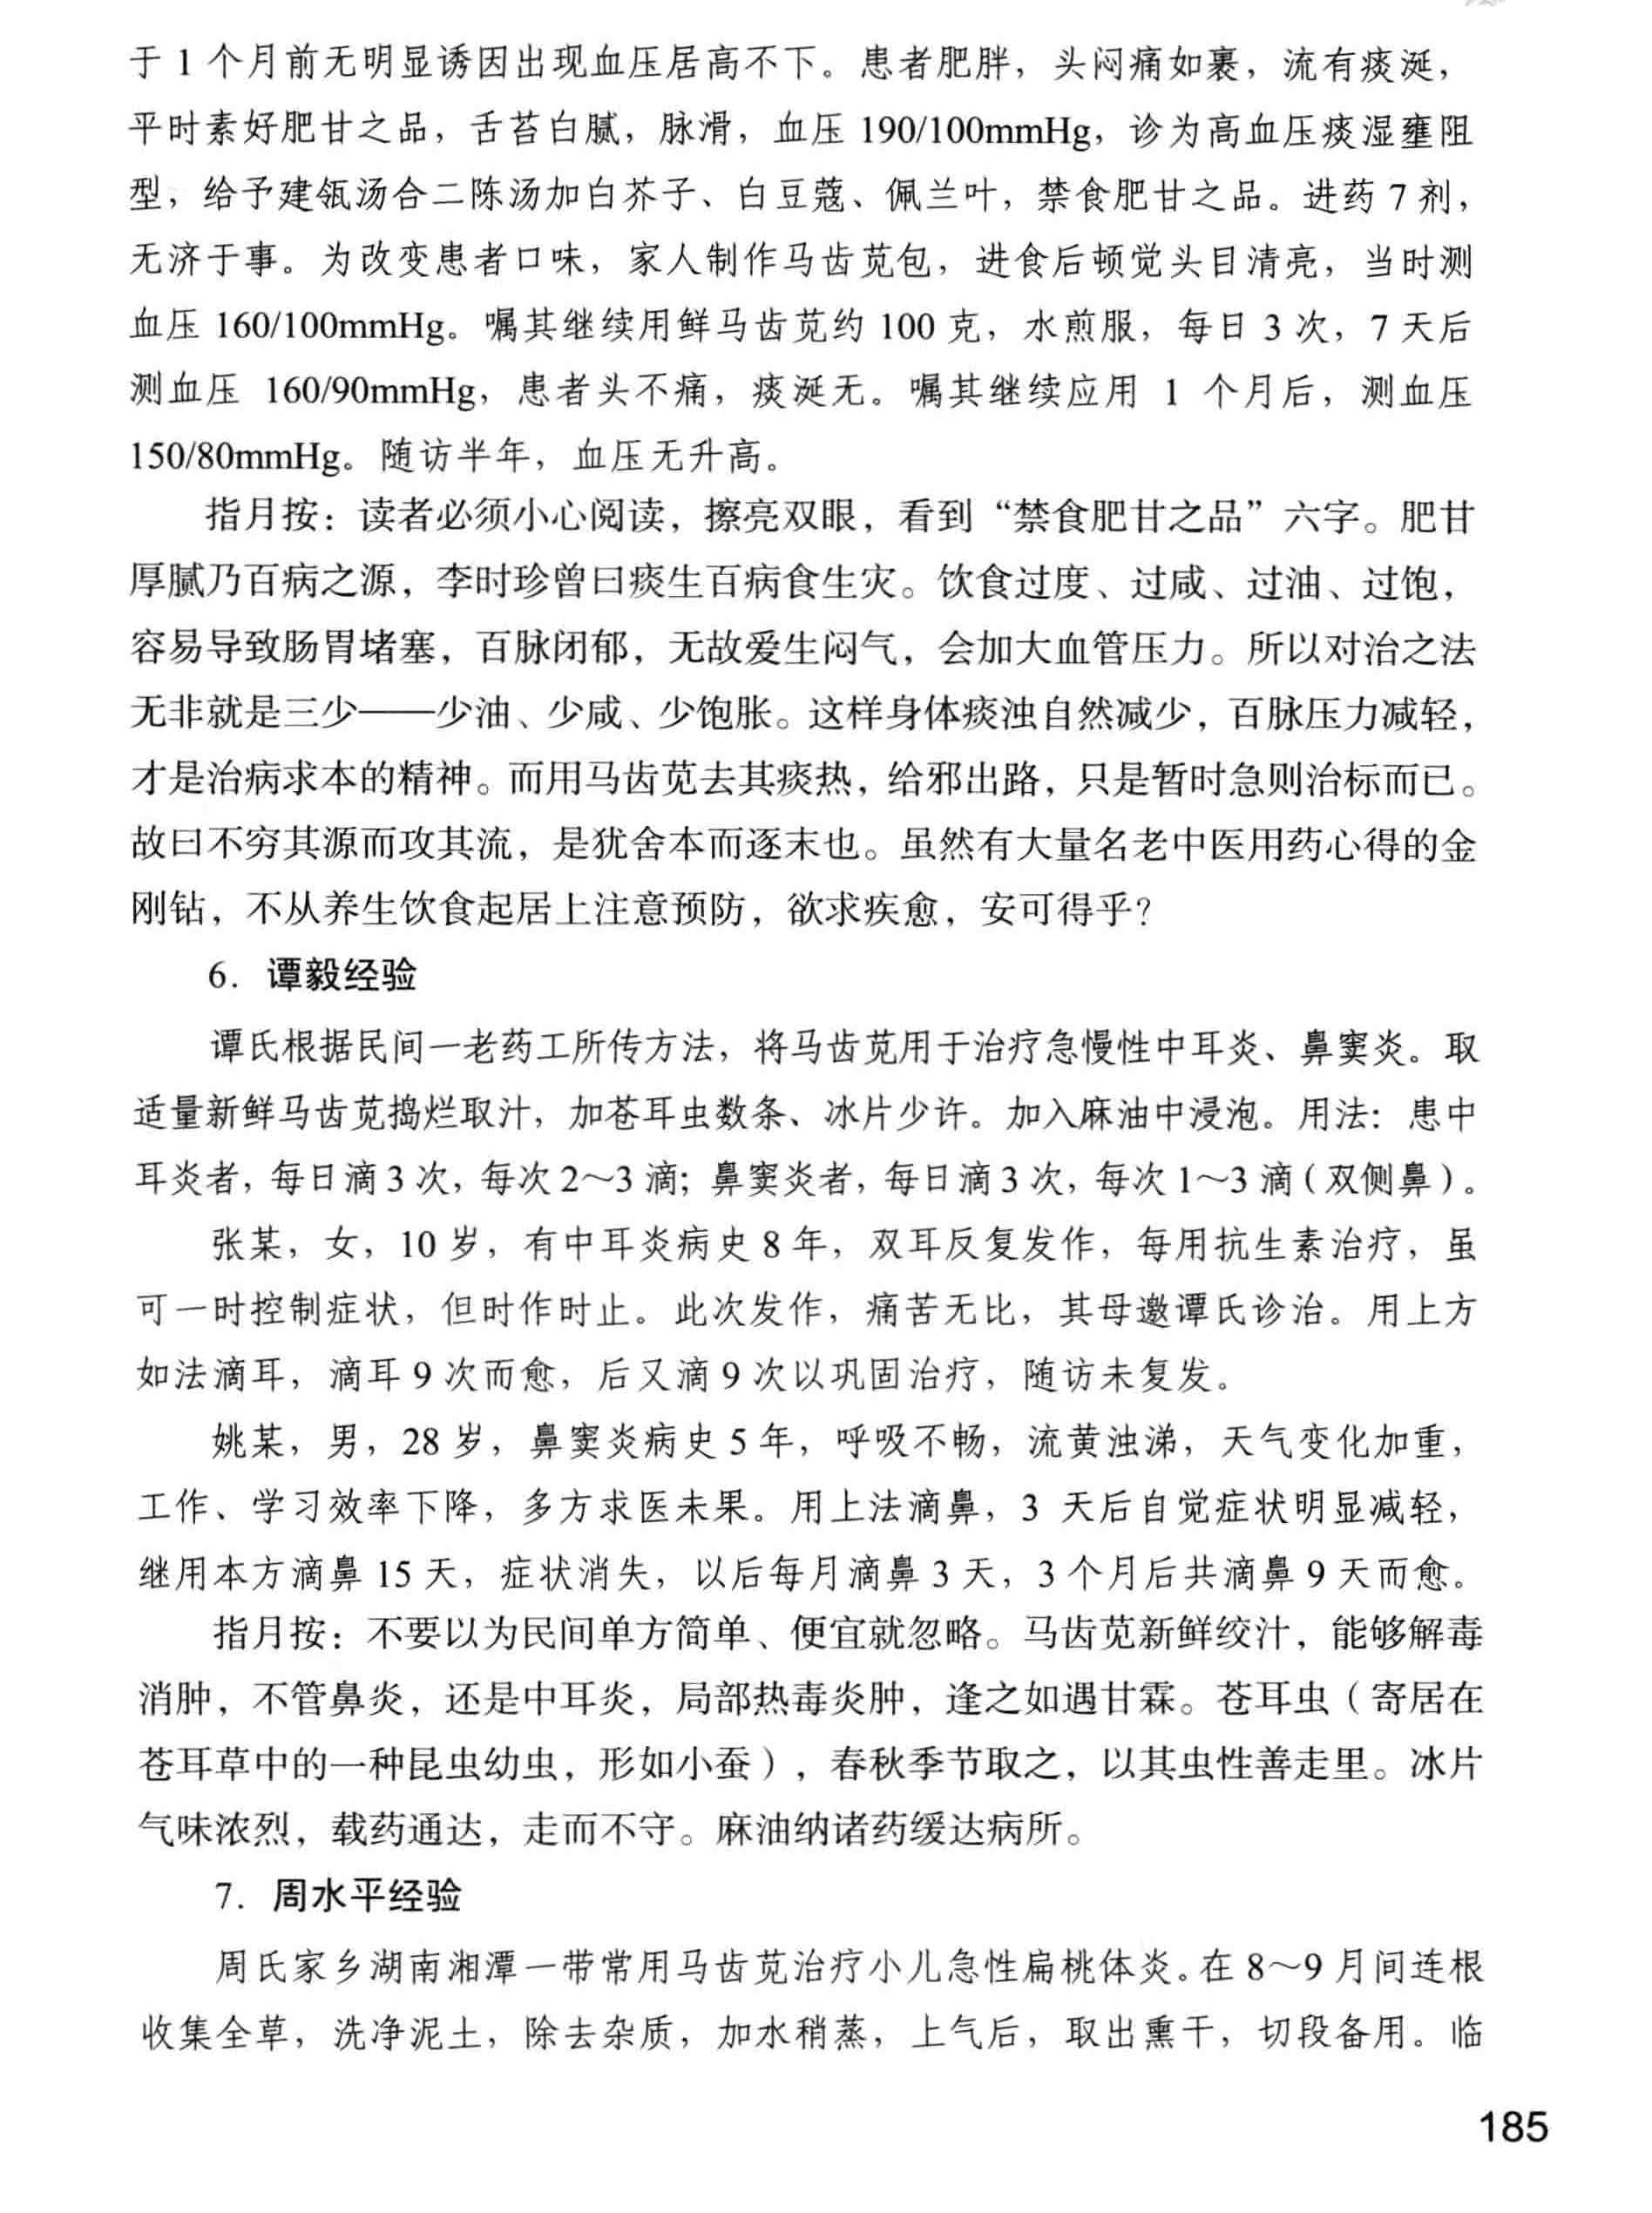 于 1 个月前无明显诱因出现血压居高不下。患者肥胖，头闷痛如裹，流有痰涎，
平时素好肥甘之品，舌苔白腻，脉滑，血压 190/100mmHg，诊为高血压痰湿壅阻
型，给予建瓴汤合二陈汤加白芥子、白豆蔻、佩兰叶，禁食肥甘之品。进药 7 剂，
无济于事。为改变患者口味，家人制作马齿苋包，进食后顿觉头目清亮，当时测
血压 160/100mmHg。嘱其继续用鲜马齿苋约 100 克，水煎服，每日 3 次，7 天后
测血压 160/90mmHg，患者头不痛，痰涎无。嘱其继续应用 1 个月后，测血压
150/80mmHg。随访半年，血压无升高。
指月按：读者必须小心阅读，擦亮双眼，看到“禁食肥甘之品”六字。肥甘
厚腻乃百病之源，李时珍曾曰痰生百病食生灾。饮食过度、过咸、过油、过饱，
容易导致肠胃堵塞，百脉闭郁，无故爱生闷气，会加大血管压力。所以对治之法
无非就是三少——少油、少咸、少饱胀。这样身体痰浊自然减少，百脉压力减轻，
才是治病求本的精神。而用马齿苋去其痰热，给邪出路，只是暂时急则治标而已。
故曰不穷其源而攻其流，是犹舍本而逐末也。虽然有大量名老中医用药心得的金
刚钻，不从养生饮食起居上注意预防，欲求疾愈，安可得乎？
6．谭毅经验
谭氏根据民间一老药工所传方法，将马齿苋用于治疗急慢性中耳炎、鼻窦炎。取
适量新鲜马齿苋捣烂取汁，加苍耳虫数条、冰片少许。加入麻油中浸泡。用法：患中
耳炎者，每日滴 3 次，每次 2～3 滴；鼻窦炎者，每日滴 3 次，每次 1～3 滴（双侧鼻）。
张某，女，10 岁，有中耳炎病史 8 年，双耳反复发作，每用抗生素治疗，虽
可一时控制症状，但时作时止。此次发作，痛苦无比，其母邀谭氏诊治。用上方
如法滴耳，滴耳 9 次而愈，后又滴 9 次以巩固治疗，随访未复发。
姚某，男，28 岁，鼻窦炎病史 5 年，呼吸不畅，流黄浊涕，天气变化加重，
工作、学习效率下降，多方求医未果。用上法滴鼻，3 天后自觉症状明显减轻，
继用本方滴鼻 15 天，症状消失，以后每月滴鼻 3 天，3 个月后共滴鼻 9 天而愈。
指月按：不要以为民间单方简单、便宜就忽略。马齿苋新鲜绞汁，能够解毒
消肿，不管鼻炎，还是中耳炎，局部热毒炎肿，逢之如遇甘霖。苍耳虫（寄居在
苍耳草中的一种昆虫幼虫，形如小蚕），春秋季节取之，以其虫性善走里。冰片
气味浓烈，载药通达，走而不守。麻油纳诸药缓达病所。
7．周水平经验
周氏家乡湖南湘潭一带常用马齿苋治疗小儿急性扁桃体炎。在 8～9 月间连根
收集全草，洗净泥土，除去杂质，加水稍蒸，上气后，取出熏干，切段备用。临
185